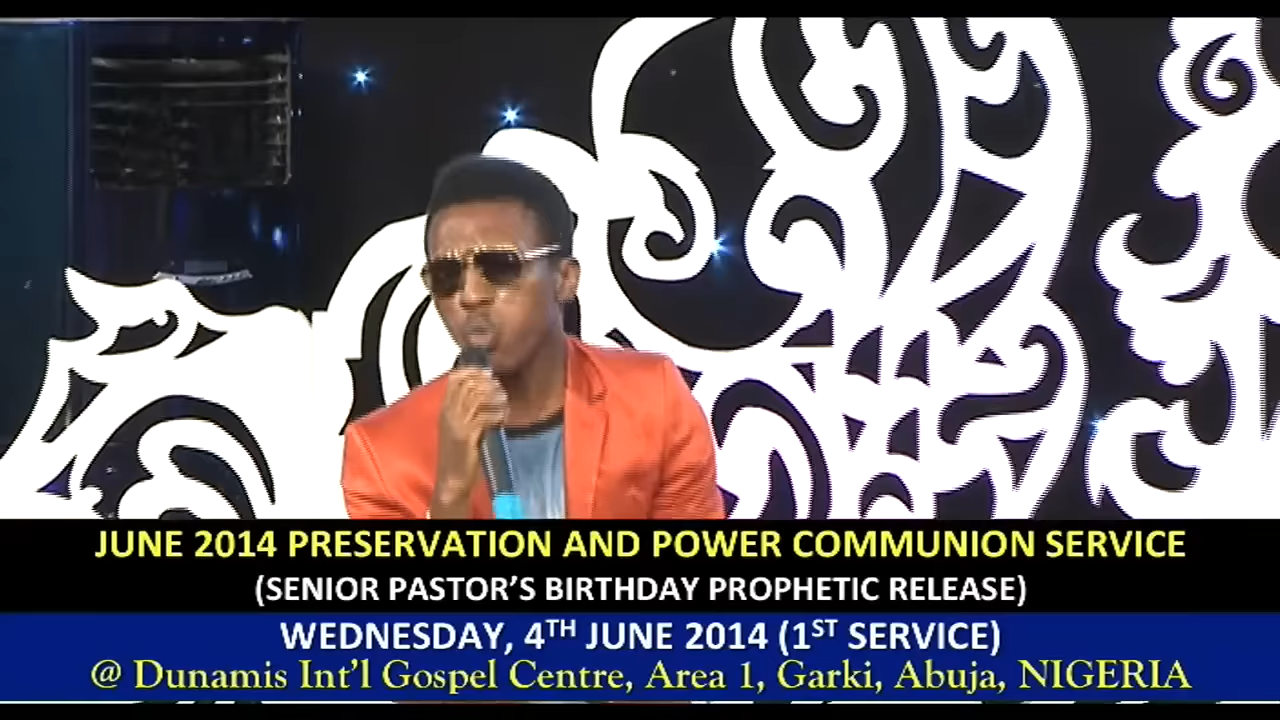 JUNE 2014 PRESERVATION AND POWER COMMUNION SERVICE
(SENIOR PASTOR'S BIRTHDAY PROPHETIC RELEASE)
WEDNESDAY, 4TH JUNE 2014 (1ST SERVICE)
@ Dunamis Int'l Gospel Centre, Area 1, Garki, Abuja, NIGERIA